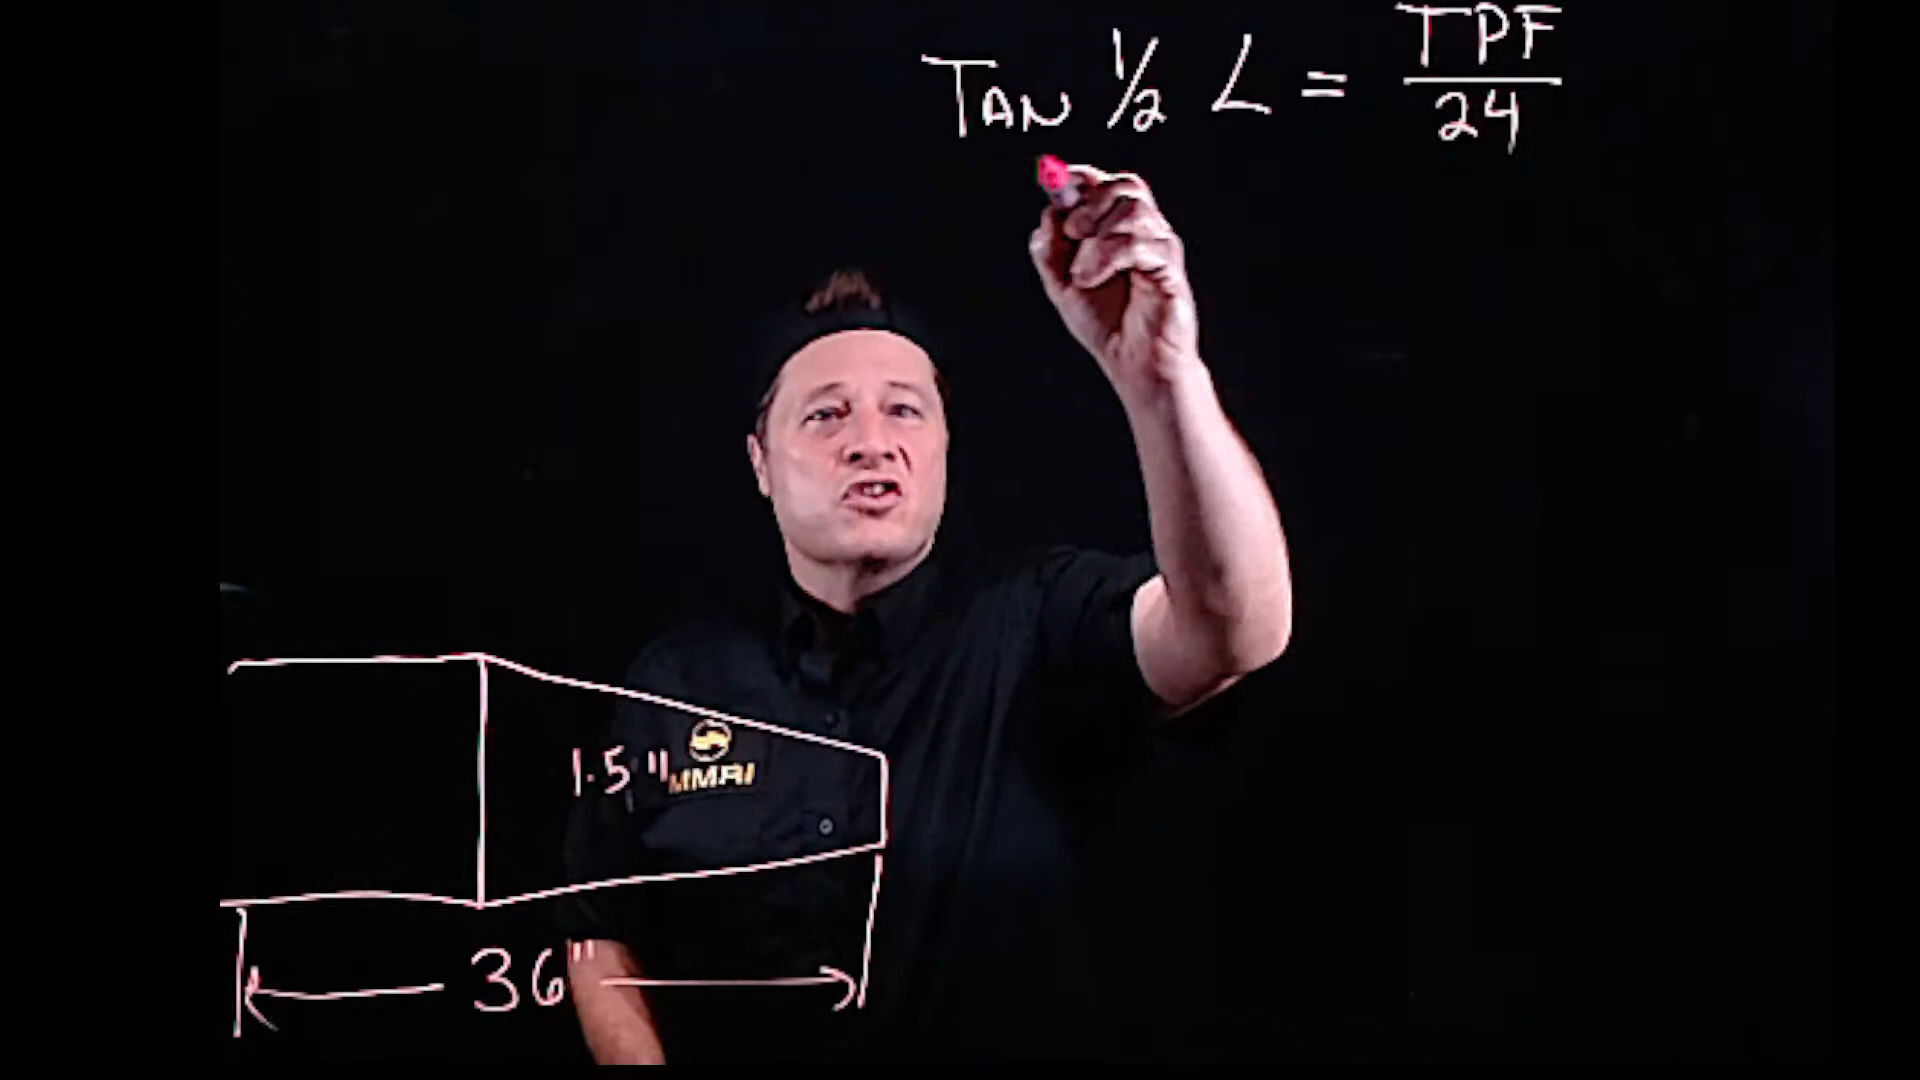 TAN 1/2 ∠ = TPF/24
1.5"
MMRI
36"